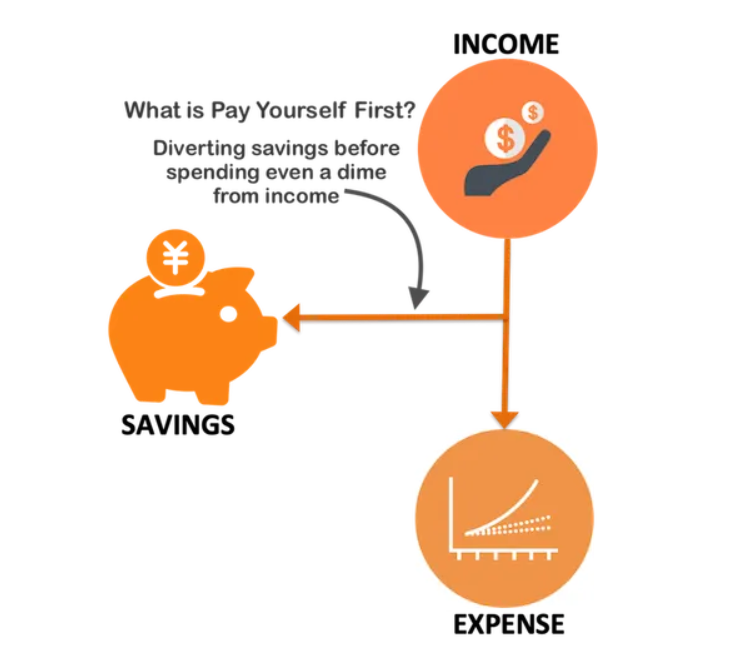 INCOME
What is Pay Yourself First?
Diverting savings before
spending even a dime
from income
$
$
¥
SAVINGS
EXPENSE